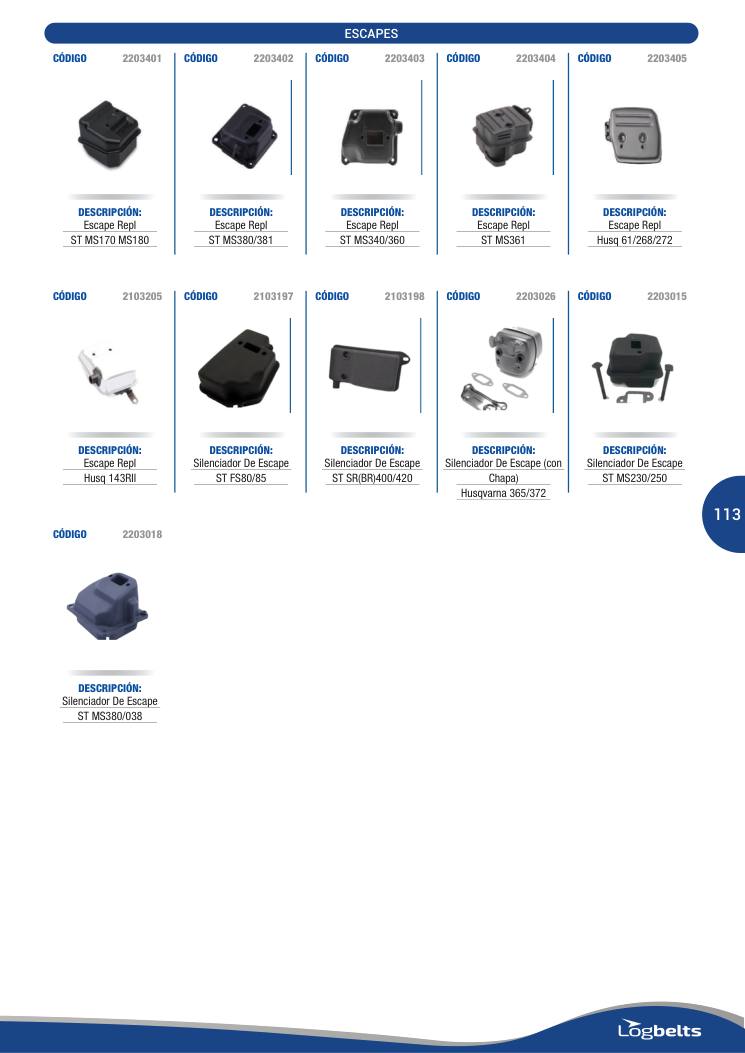 ESCAPES
CÓDIGO 2203401
DESCRIPCIÓN:
Escape Repl
ST MS170 MS180
CÓDIGO 2203402
DESCRIPCIÓN:
Escape Repl
ST MS380/381
CÓDIGO 2203403
DESCRIPCIÓN:
Escape Repl
ST MS340/360
CÓDIGO 2203404
DESCRIPCIÓN:
Escape Repl
ST MS361
CÓDIGO 2203405
DESCRIPCIÓN:
Escape Repl
Husq 61/268/272
CÓDIGO 2103205
DESCRIPCIÓN:
Escape Repl
Husq 143RII
CÓDIGO 2103197
DESCRIPCIÓN:
Silenciador De Escape
ST FS80/85
CÓDIGO 2103198
DESCRIPCIÓN:
Silenciador De Escape
ST SR(BR)400/420
CÓDIGO 2203026
DESCRIPCIÓN:
Silenciador De Escape (con
Chapa)
Husqvarna 365/372
CÓDIGO 2203015
DESCRIPCIÓN:
Silenciador De Escape
ST MS230/250
113
CÓDIGO 2203018
DESCRIPCIÓN:
Silenciador De Escape
ST MS380/038
Logbelts